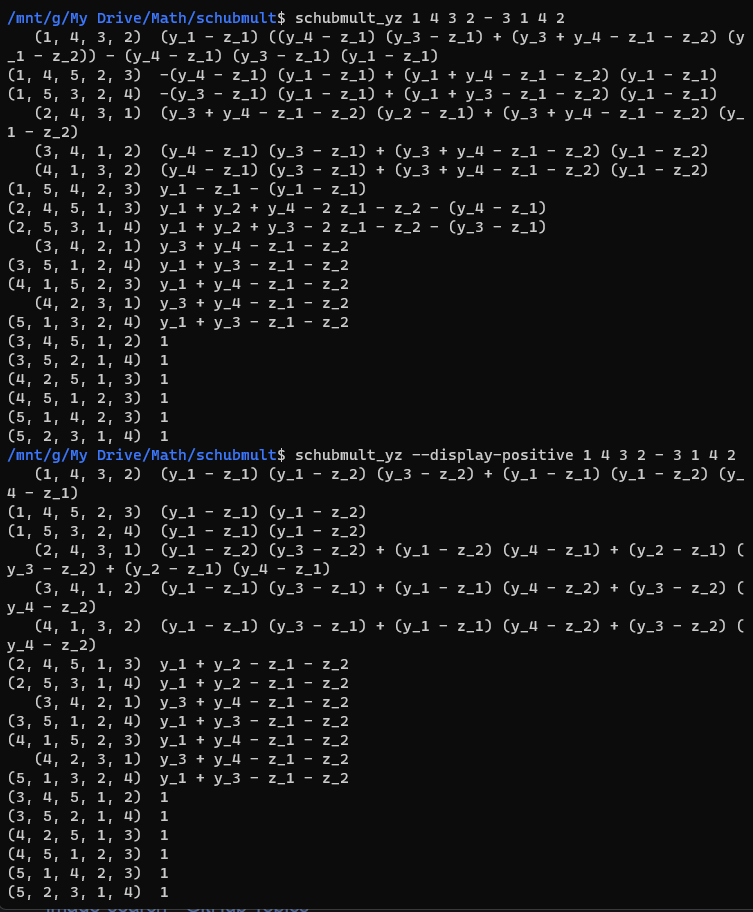 /mnt/g/My Drive/Math/schubmult$ schubmult_yz 1 4 3 2 - 3 1 4 2
(1, 4, 3, 2)  (y_1 - z_1) ((y_4 - z_1) (y_3 - z_1) + (y_3 + y_4 - z_1 - z_2) (y
_1 - z_2)) - (y_4 - z_1) (y_3 - z_1) (y_1 - z_1)
(1, 4, 5, 2, 3)  -(y_4 - z_1) (y_1 - z_1) + (y_1 + y_4 - z_1 - z_2) (y_1 - z_1)
(1, 5, 3, 2, 4)  -(y_3 - z_1) (y_1 - z_1) + (y_1 + y_3 - z_1 - z_2) (y_1 - z_1)
(2, 4, 3, 1)  (y_3 + y_4 - z_1 - z_2) (y_2 - z_1) + (y_3 + y_4 - z_1 - z_2) (y_
1 - z_2)
(3, 4, 1, 2)  (y_4 - z_1) (y_3 - z_1) + (y_3 + y_4 - z_1 - z_2) (y_1 - z_2)
(4, 1, 3, 2)  (y_4 - z_1) (y_3 - z_1) + (y_3 + y_4 - z_1 - z_2) (y_1 - z_2)
(1, 5, 4, 2, 3)  y_1 - z_1 - (y_1 - z_1)
(2, 4, 5, 1, 3)  y_1 + y_2 + y_4 - 2 z_1 - z_2 - (y_4 - z_1)
(2, 5, 3, 1, 4)  y_1 + y_2 + y_3 - 2 z_1 - z_2 - (y_3 - z_1)
(3, 4, 2, 1)  y_3 + y_4 - z_1 - z_2
(3, 5, 1, 2, 4)  y_1 + y_3 - z_1 - z_2
(4, 1, 5, 2, 3)  y_1 + y_4 - z_1 - z_2
(4, 2, 3, 1)  y_3 + y_4 - z_1 - z_2
(5, 1, 3, 2, 4)  y_1 + y_3 - z_1 - z_2
(3, 4, 5, 1, 2)  1
(3, 5, 2, 1, 4)  1
(4, 2, 5, 1, 3)  1
(4, 5, 1, 2, 3)  1
(5, 1, 4, 2, 3)  1
(5, 2, 3, 1, 4)  1
/mnt/g/My Drive/Math/schubmult$ schubmult_yz --display-positive 1 4 3 2 - 3 1 4 2
(1, 4, 3, 2)  (y_1 - z_1) (y_1 - z_2) (y_3 - z_2) + (y_1 - z_1) (y_1 - z_2) (y_
4 - z_1)
(1, 4, 5, 2, 3)  (y_1 - z_1) (y_1 - z_2)
(1, 5, 3, 2, 4)  (y_1 - z_1) (y_1 - z_2)
(2, 4, 3, 1)  (y_1 - z_2) (y_3 - z_2) + (y_1 - z_2) (y_4 - z_1) + (y_2 - z_1) (
y_3 - z_2) + (y_2 - z_1) (y_4 - z_1)
(3, 4, 1, 2)  (y_1 - z_1) (y_3 - z_1) + (y_1 - z_1) (y_4 - z_2) + (y_3 - z_2) (
y_4 - z_2)
(4, 1, 3, 2)  (y_1 - z_1) (y_3 - z_1) + (y_1 - z_1) (y_4 - z_2) + (y_3 - z_2) (
y_4 - z_2)
(2, 4, 5, 1, 3)  y_1 + y_2 - z_1 - z_2
(2, 5, 3, 1, 4)  y_1 + y_2 - z_1 - z_2
(3, 4, 2, 1)  y_3 + y_4 - z_1 - z_2
(3, 5, 1, 2, 4)  y_1 + y_3 - z_1 - z_2
(4, 1, 5, 2, 3)  y_1 + y_4 - z_1 - z_2
(4, 2, 3, 1)  y_3 + y_4 - z_1 - z_2
(5, 1, 3, 2, 4)  y_1 + y_3 - z_1 - z_2
(3, 4, 5, 1, 2)  1
(3, 5, 2, 1, 4)  1
(4, 2, 5, 1, 3)  1
(4, 5, 1, 2, 3)  1
(5, 1, 4, 2, 3)  1
(5, 2, 3, 1, 4)  1